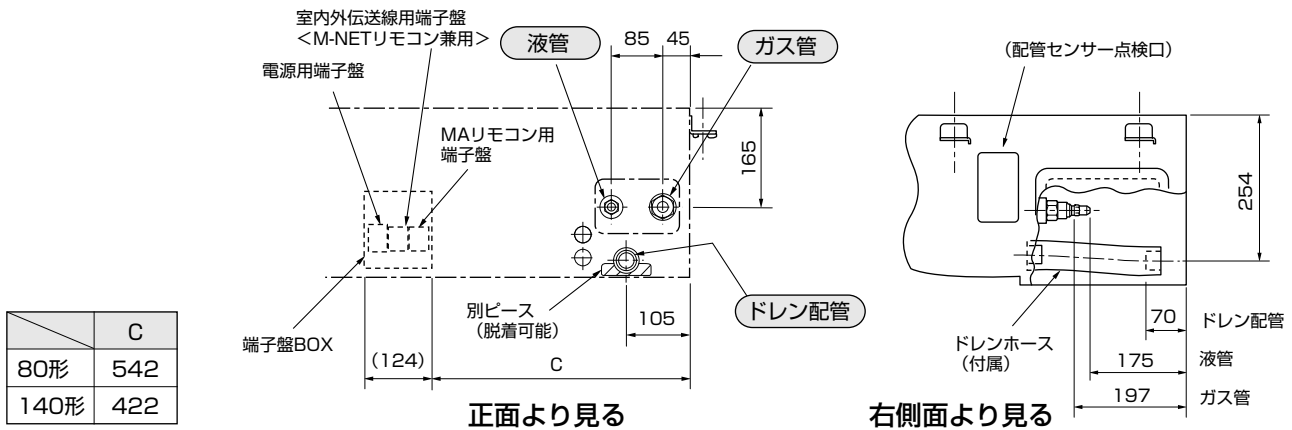 室内外伝送線用端子盤
＜M-NETリモコン兼用＞
電源用端子盤
液管
85
45
ガス管
MAリモコン用
端子盤
165
別ピース
（脱着可能）
105
ドレン配管
端子盤BOX
(124)
C
正面より見る
C
80形 542
140形 422
（配管センサー点検口）
254
ドレンホース
（付属）
70 ドレン配管
175 液管
197 ガス管
右側面より見る